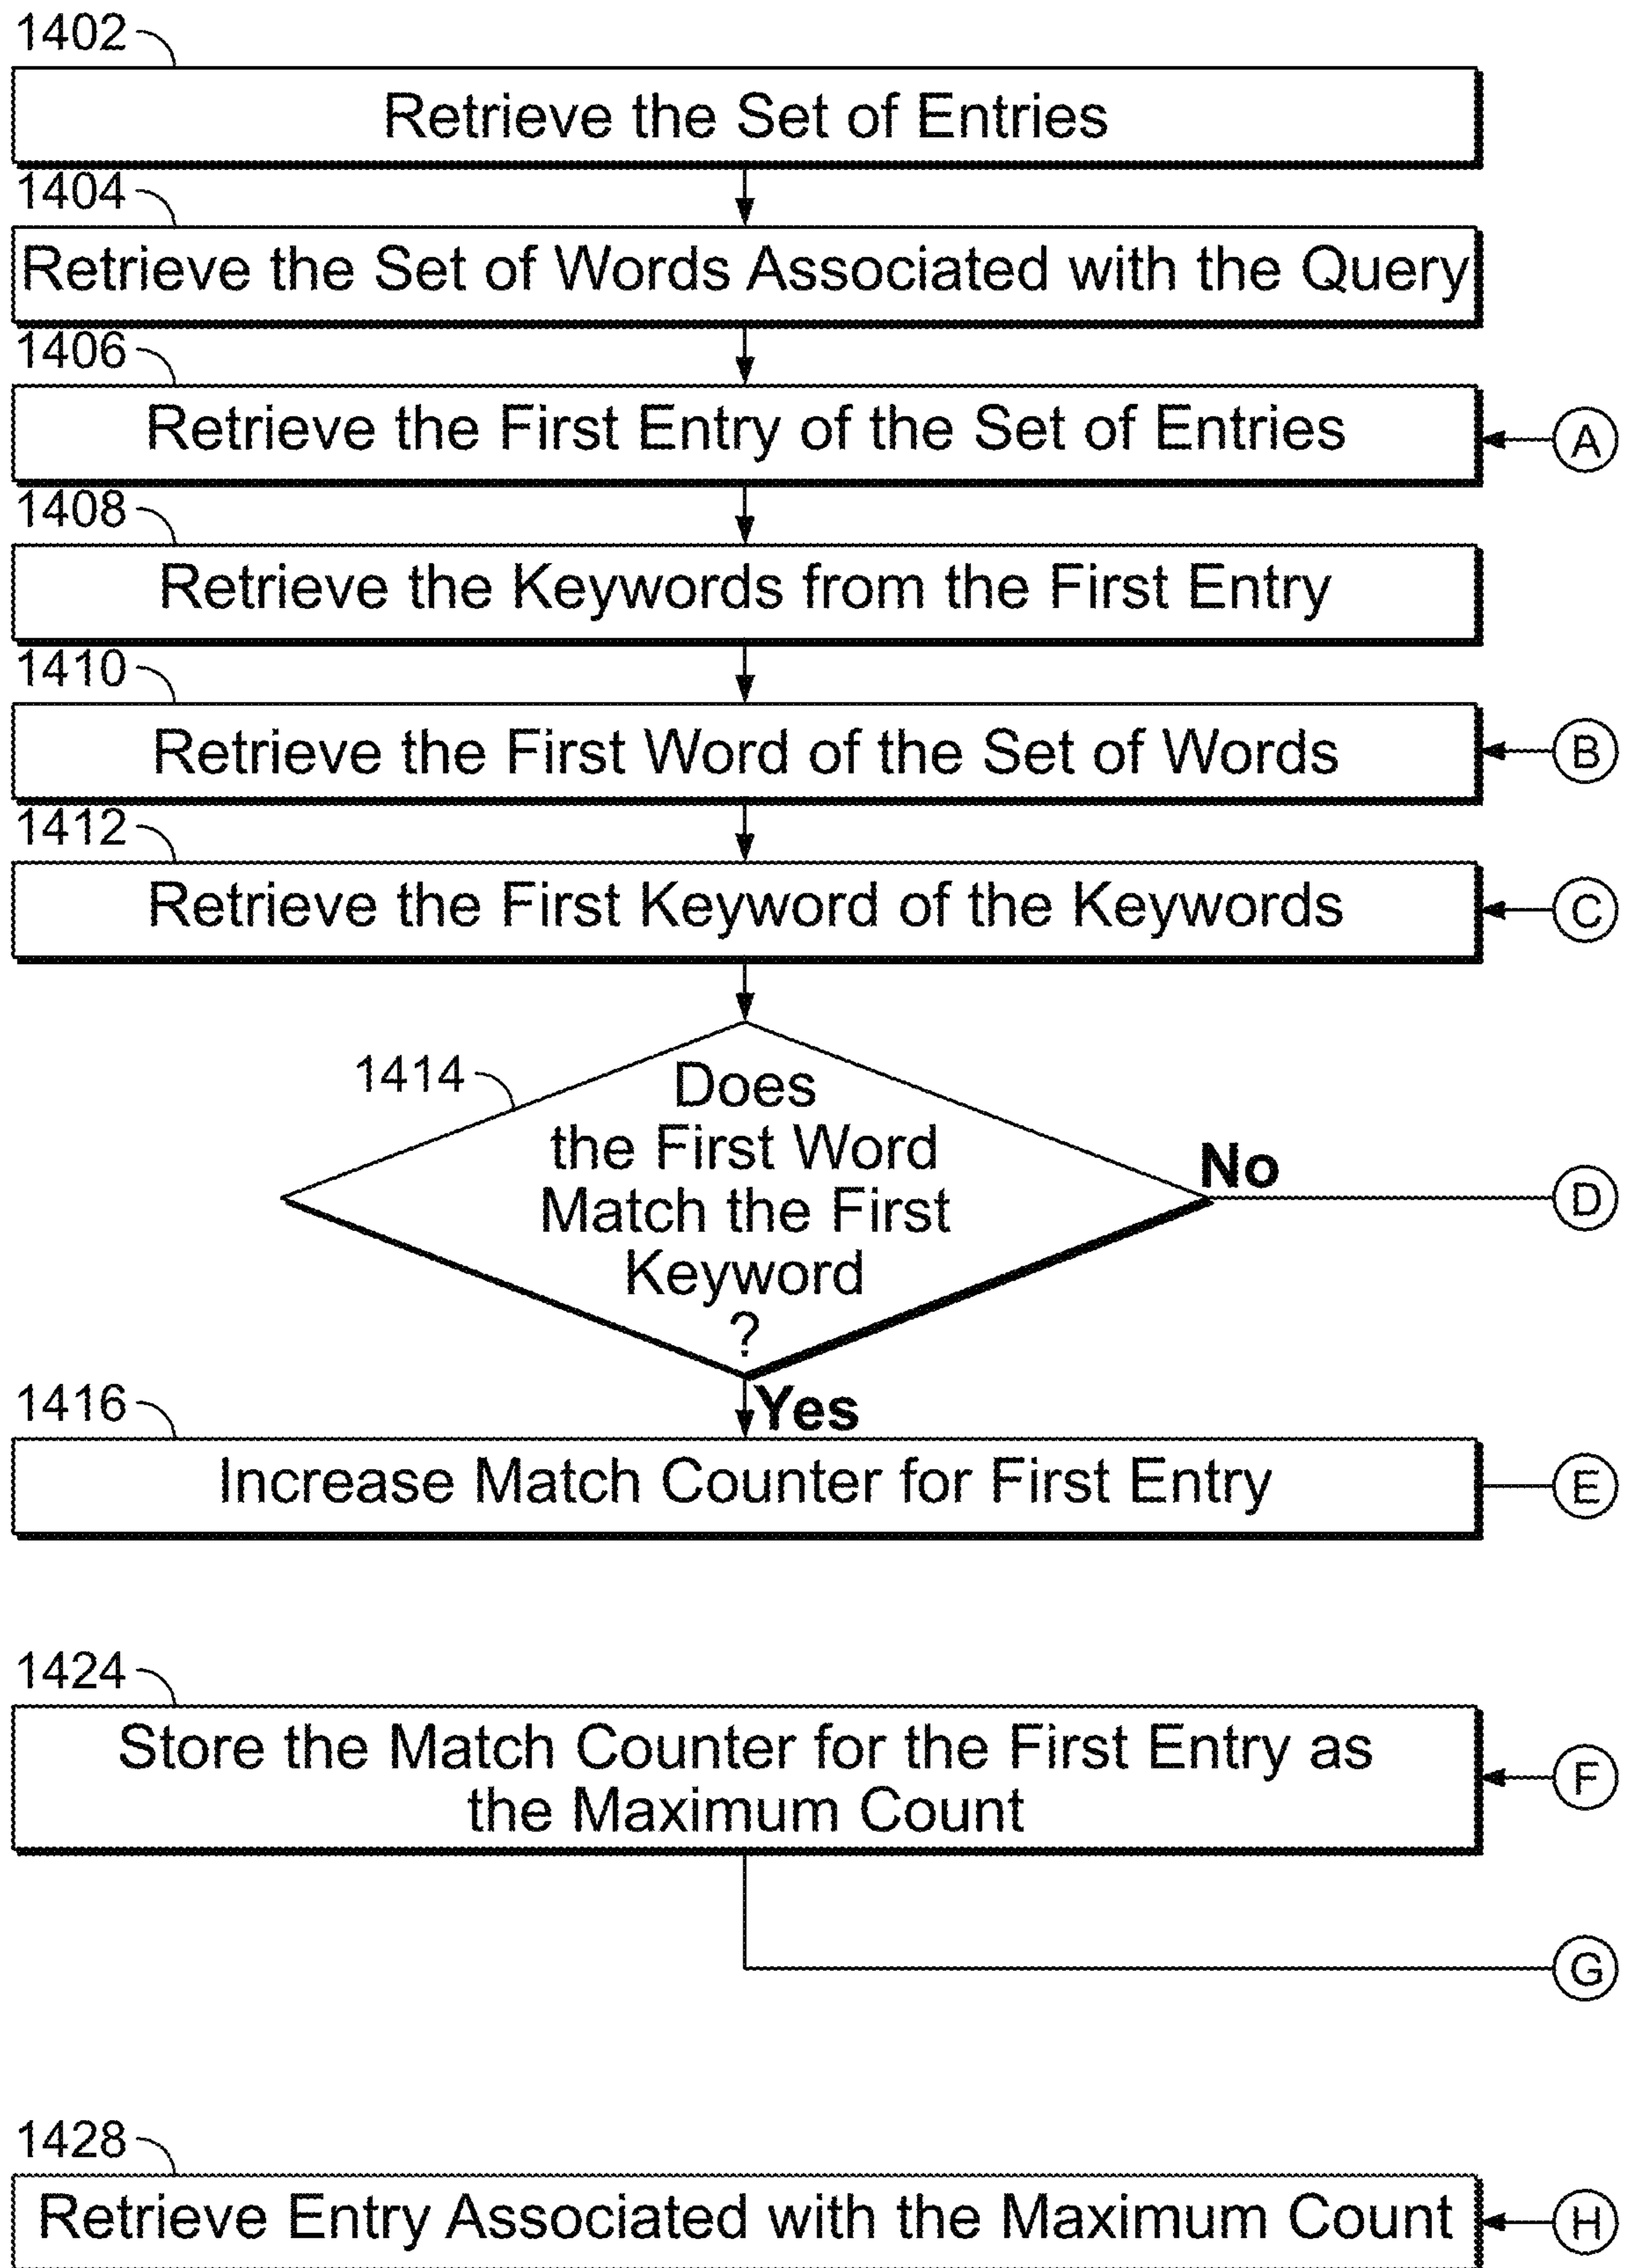 1402
Retrieve the Set of Entries
1404
Retrieve the Set of Words Associated with the Query
1406
Retrieve the First Entry of the Set of Entries
A
1408
Retrieve the Keywords from the First Entry
1410
Retrieve the First Word of the Set of Words
B
1412
Retrieve the First Keyword of the Keywords
C
1414
Does
the First Word
Match the First
Keyword
?
No
D
Yes
1416
Increase Match Counter for First Entry
E
1424
Store the Match Counter for the First Entry as
the Maximum Count
F
G
1428
Retrieve Entry Associated with the Maximum Count
H